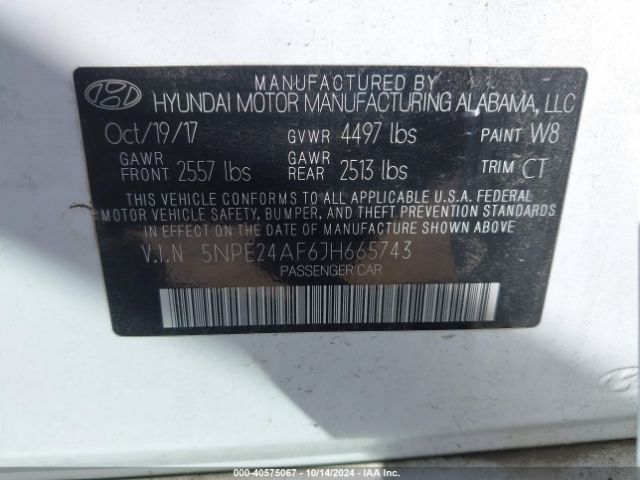 MANUFACTURED BY
HYUNDAI MOTOR MANUFACTURING ALABAMA, LLC
Oct/19/17 GVWR 4497 lbs PAINT W8
GAWR FRONT 2557 lbs GAWR REAR 2513 lbs TRIM CT
THIS VEHICLE CONFORMS TO ALL APPLICABLE U.S.A. FEDERAL
MOTOR VEHICLE SAFETY, BUMPER, AND THEFT PREVENTION STANDARDS
IN EFFECT ON THE DATE OF MANUFACTURE SHOWN ABOVE
V.I.N 5NPE24AF6JH665743
PASSENGER CAR
000-40575067 - 10/14/2024 - IAA Inc.